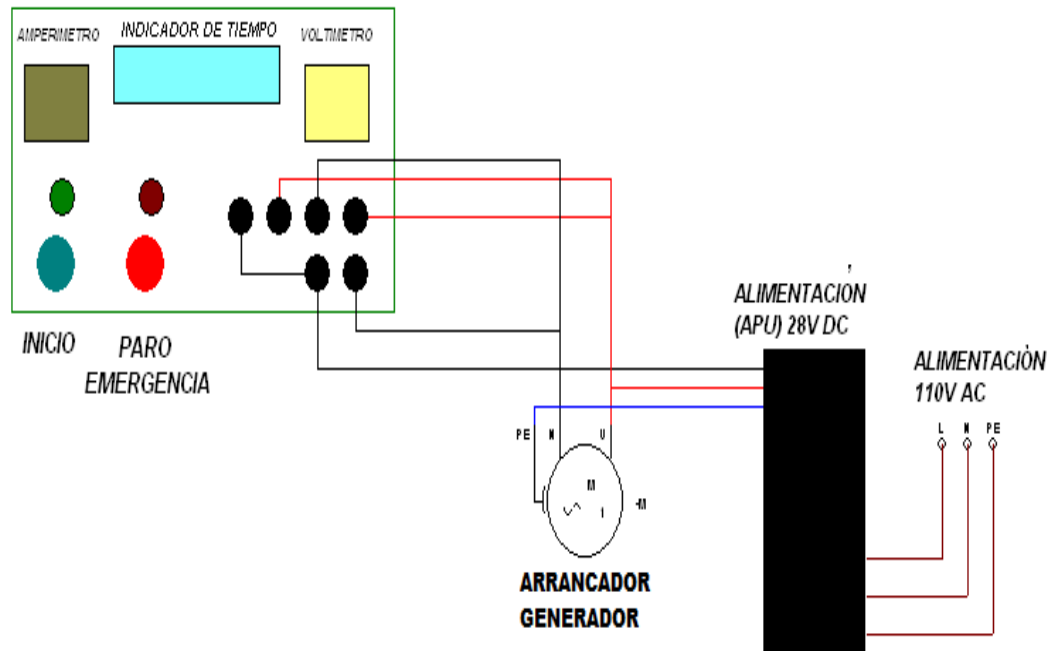 AMPERIMETRO
INDICADOR DE TIEMPO
VOLTIMETRO
INICIO
PARO
EMERGENCIA
ALIMENTACIÓN
(APU) 28V DC
ALIMENTACIÒN
110V AC
L N PE
PE N U
M
1
-M
ARRANCADOR
GENERADOR